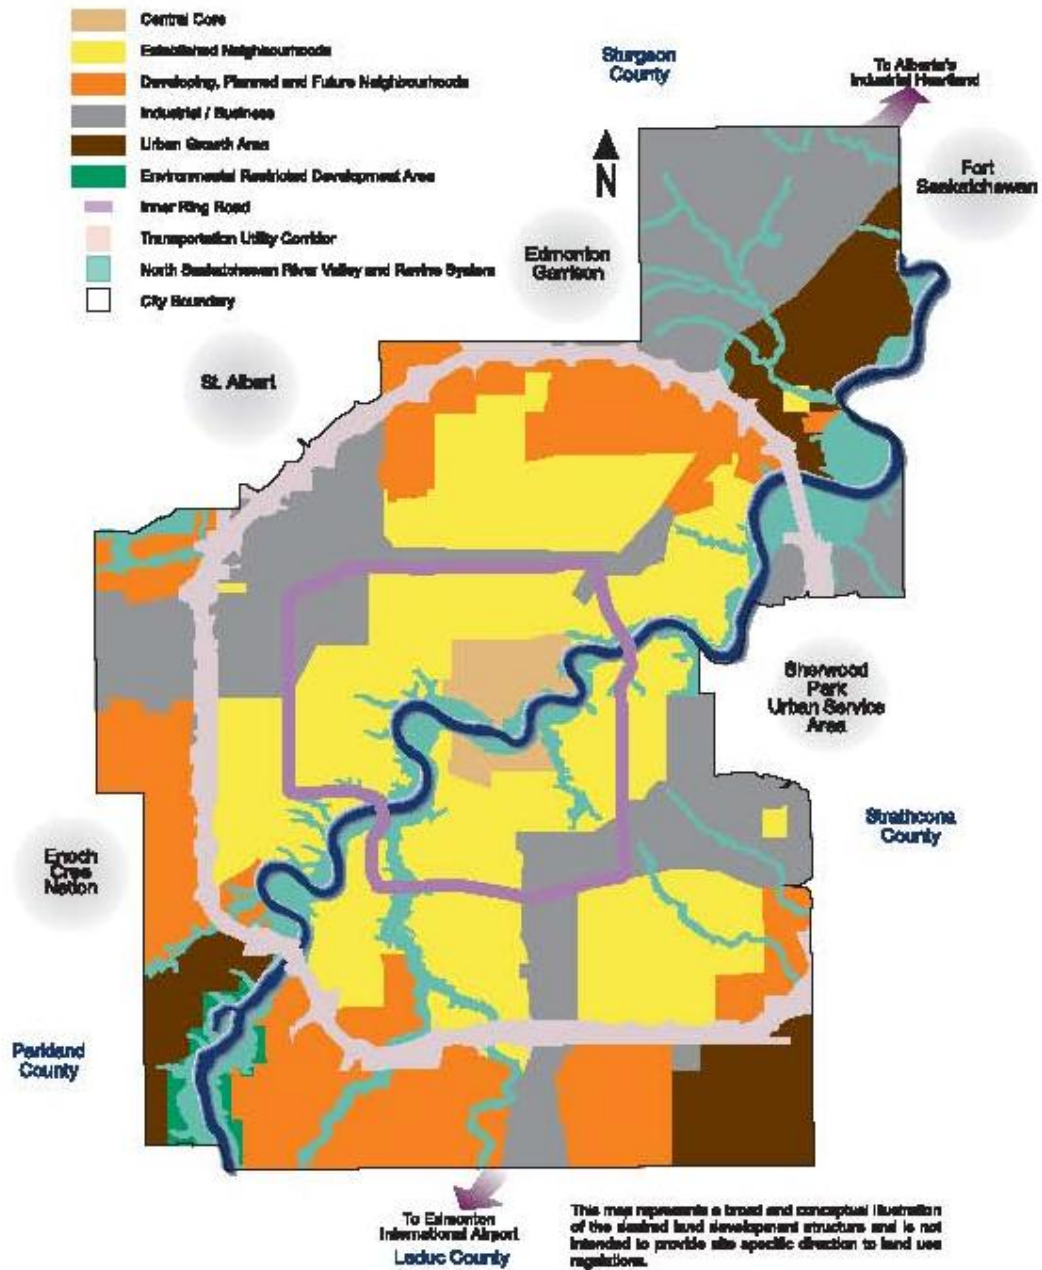 Central Core
Established Neighbourhoods
Developing, Planned and Future Neighbourhoods
Industrial / Business
Urban Growth Area
Environmental Restricted Development Area
Inner Ring Road
Transportation Utility Corridor
North Saskatchewan River Valley and Ravine System
City Boundary
Sturgeon
County
To Alberta's
Industrial Heartland
N
Fort
Saskatchewan
Edmonton
Garrison
St. Albert
Sherwood
Park
Urban Service
Area
Strathcona
County
Enoch
Cree
Nation
Parkland
County
To Edmonton
International Airport
Leduc County
This map represents a broad and conceptual illustration
of the desired land development structure and is not
intended to provide site specific direction to land use
regulations.